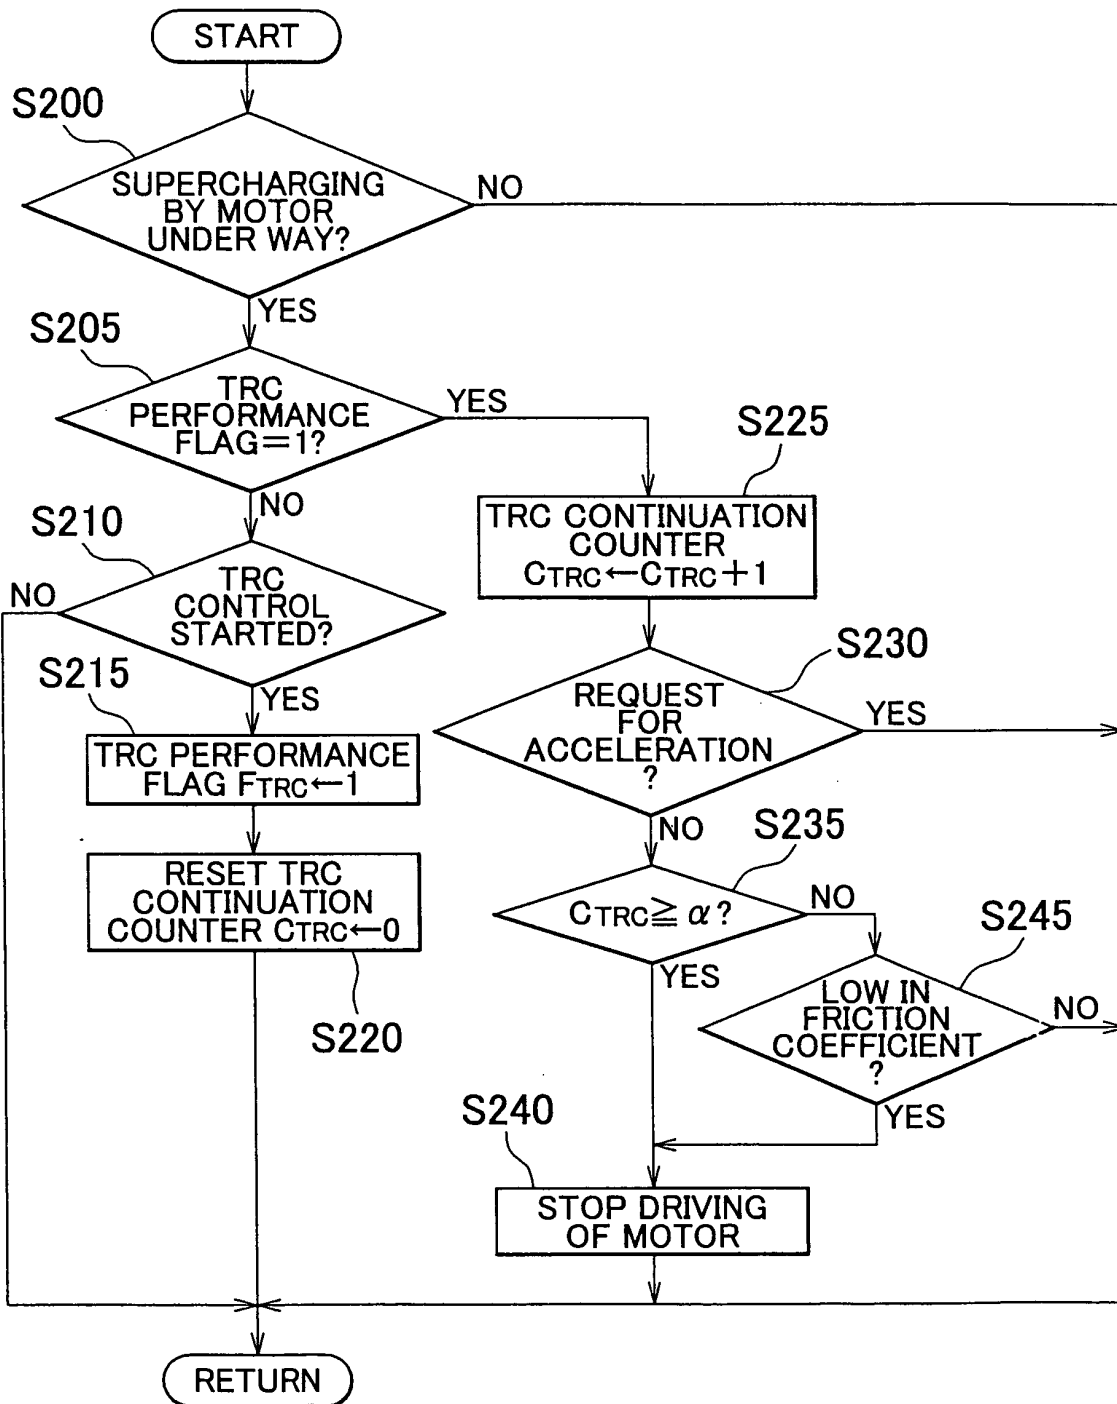 START
S200
SUPERCHARGING
BY MOTOR
UNDER WAY?
NO
YES
S205
TRC
PERFORMANCE
FLAG=1?
YES
NO
S225
TRC CONTINUATION
COUNTER
CTRC←CTRC+1
S210
TRC
CONTROL
STARTED?
NO
YES
S230
REQUEST
FOR
ACCELERATION
?
YES
NO
S215
TRC PERFORMANCE
FLAG FTRC←1
RESET TRC
CONTINUATION
COUNTER CTRC←0
S220
S235
CTRC≧α?
NO
YES
S245
LOW IN
FRICTION
COEFFICIENT
?
NO
YES
S240
STOP DRIVING
OF MOTOR
RETURN